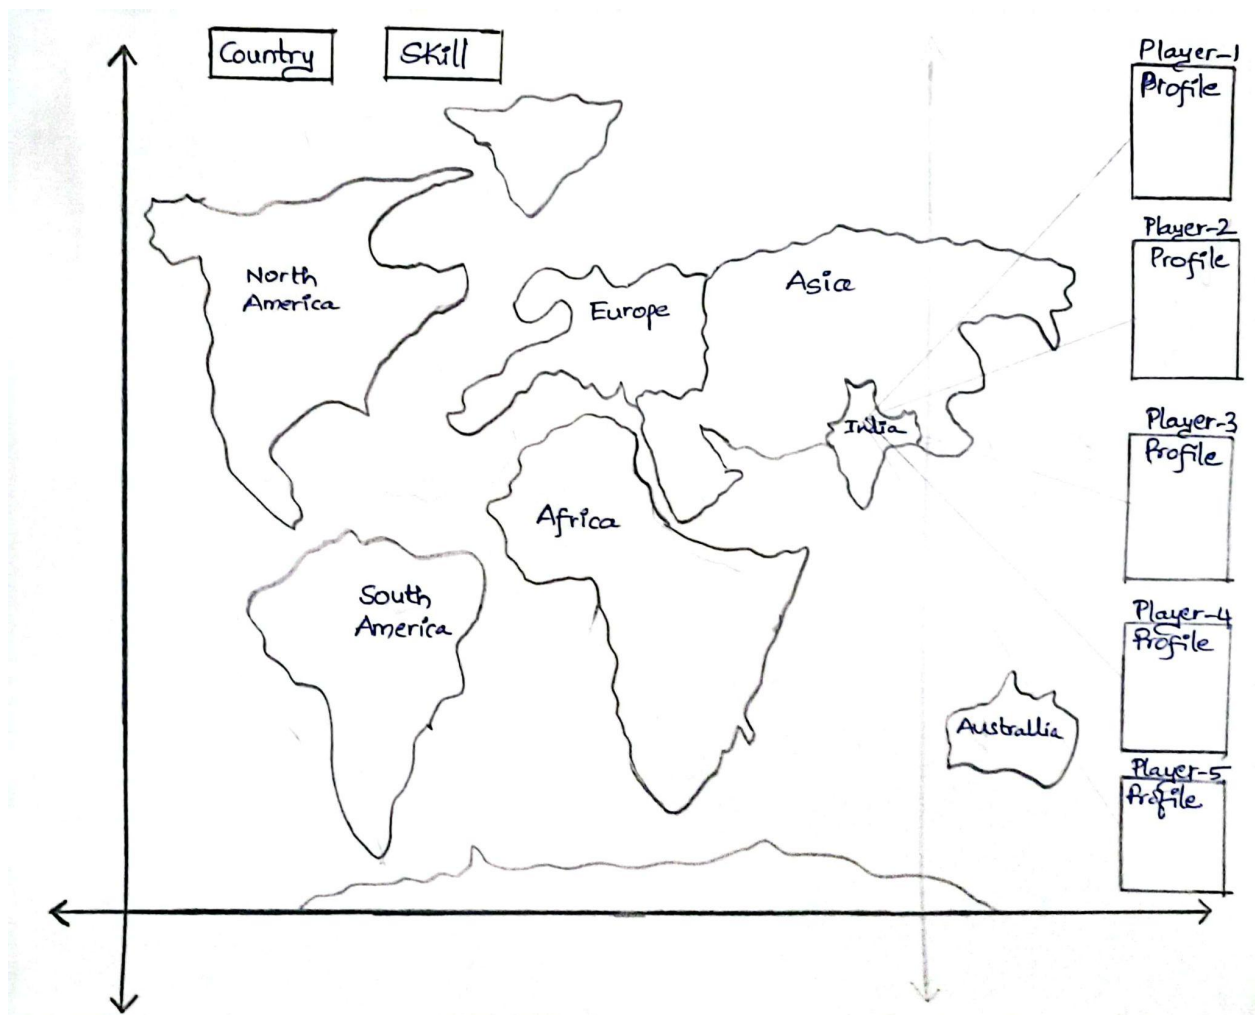 Country
Skill
North
America
Europe
Asia
India
Africa
South
America
Australlia
Player-1
Profile
Player-2
Profile
Player-3
Profile
Player-4
Profile
Player-5
Profile